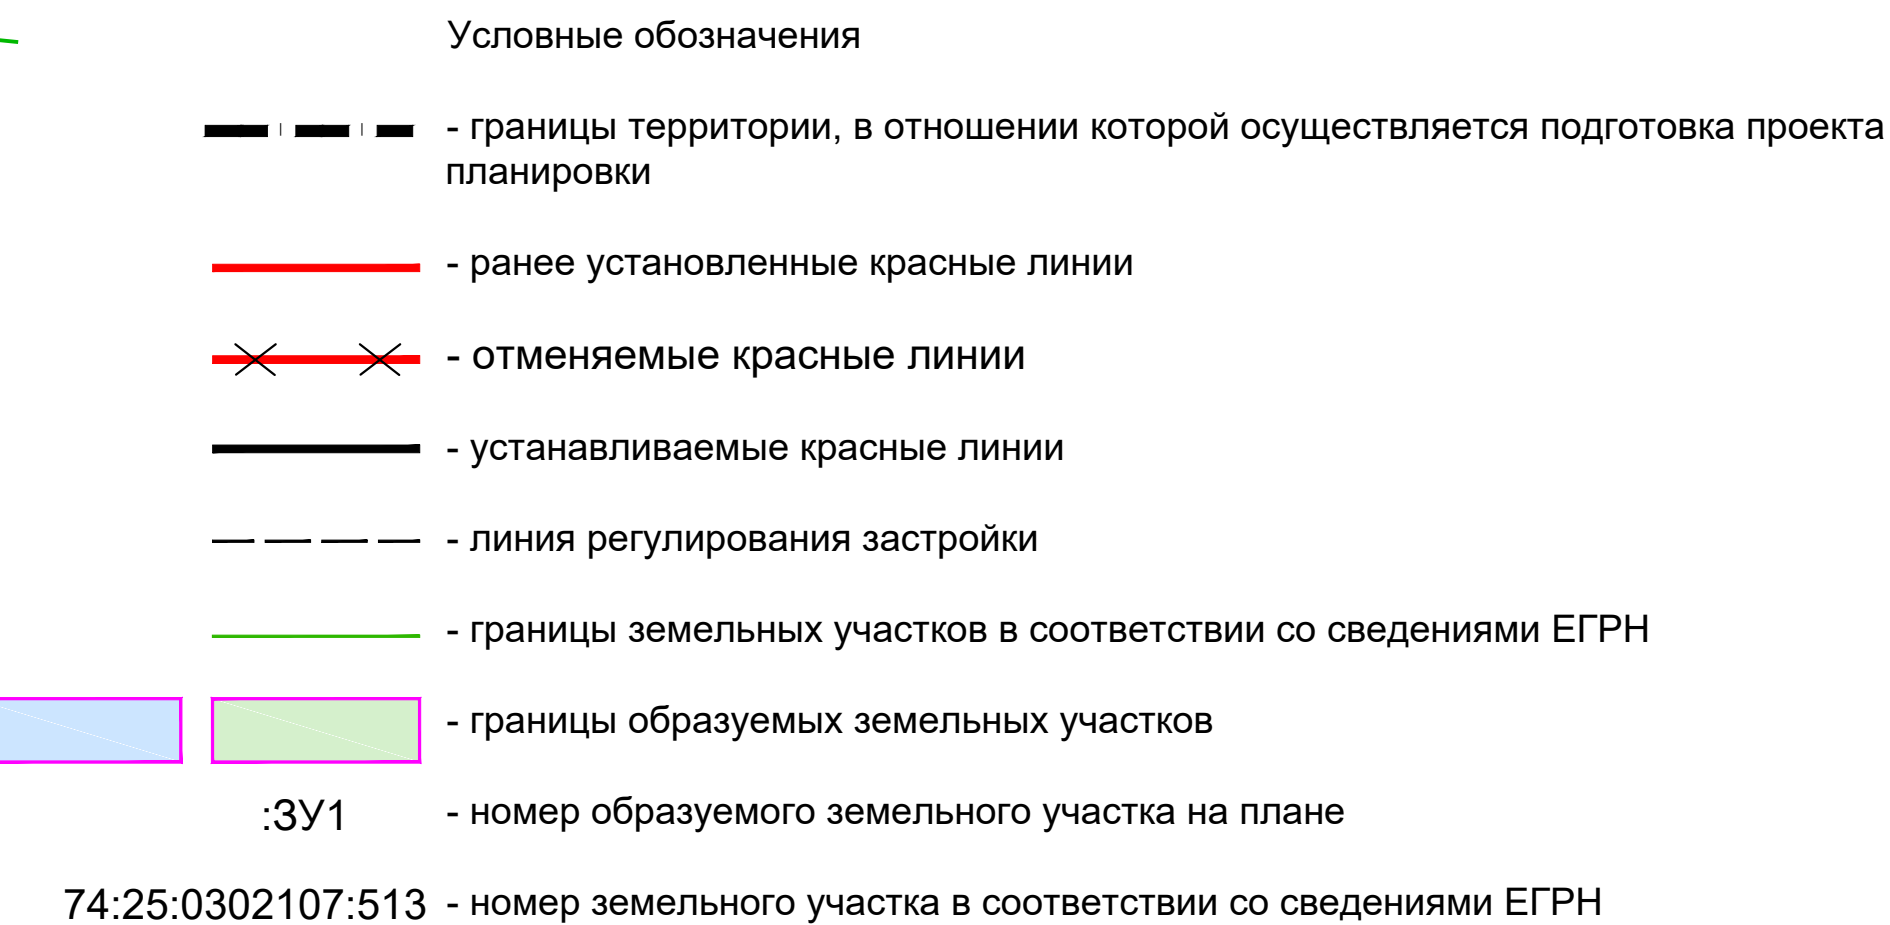 Условные обозначения
- границы территории, в отношении которой осуществляется подготовка проекта
планировки
- ранее установленные красные линии
- отменяемые красные линии
- устанавливаемые красные линии
- линия регулирования застройки
- границы земельных участков в соответствии со сведениями ЕГРН
- границы образуемых земельных участков
:ЗУ1 - номер образуемого земельного участка на плане
74:25:0302107:513 - номер земельного участка в соответствии со сведениями ЕГРН